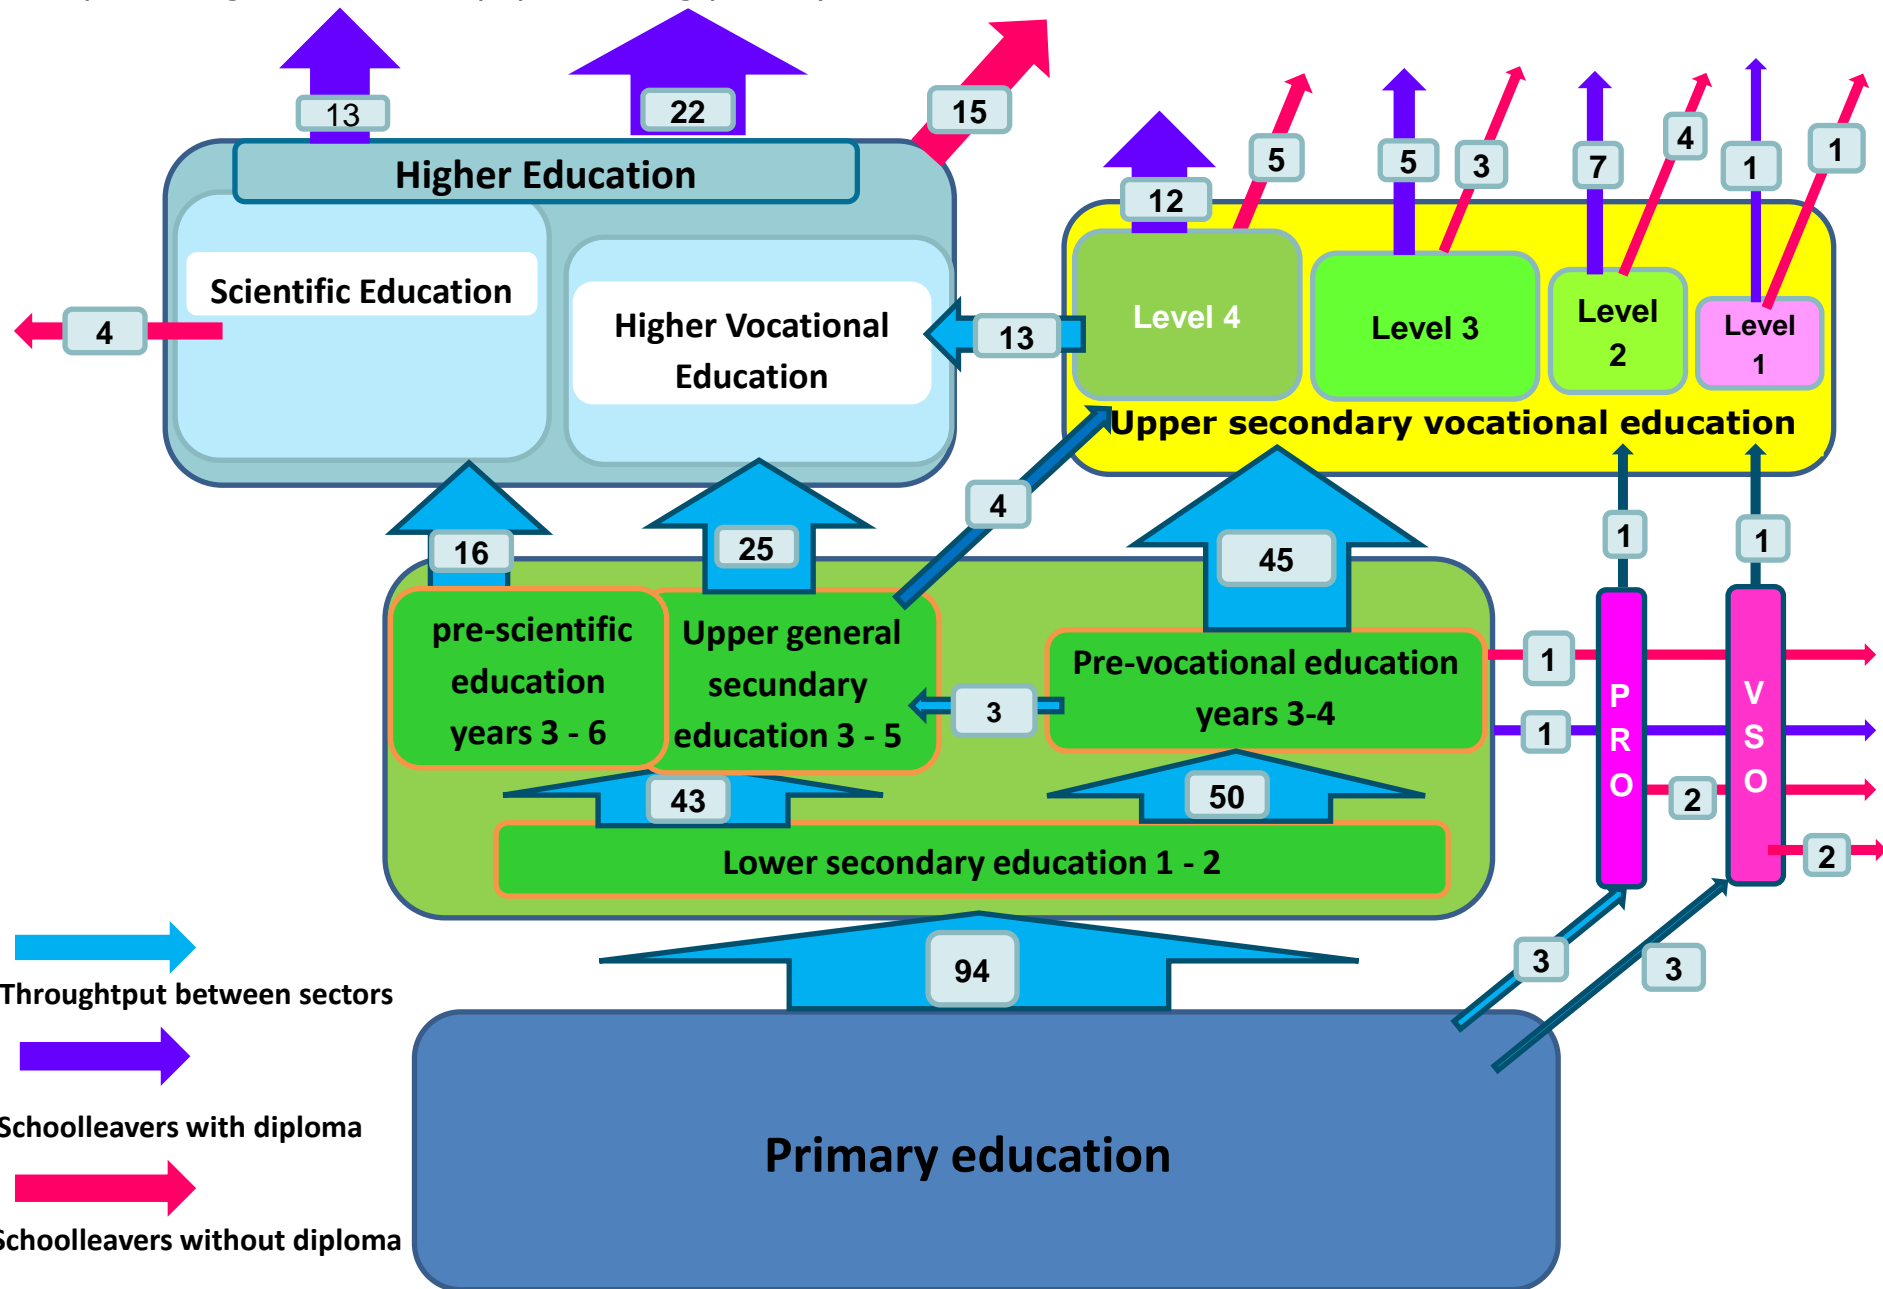 13
22
15
Higher Education
Scientific Education
4
Higher Vocational
Education
13
12
5
5
3
7
4
1
1
Level 4
Level 3
Level
2
Level
1
Upper secondary vocational education
16
25
4
45
1
1
pre-scientific
education
years 3 - 6
Upper general
secundary
education 3 - 5
3
Pre-vocational education
years 3-4
1
1
2
2
P
R
O
V
S
O
43
50
Lower secondary education 1 - 2
94
3
3
Primary education
Throughtput between sectors
Schoolleavers with diploma
Schoolleavers without diploma